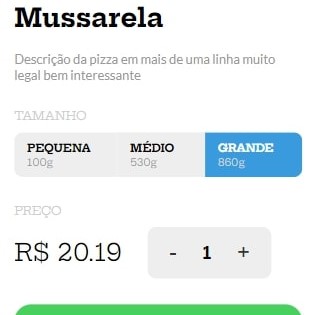 Mussarela
Descrição da pizza em mais de uma linha muito
legal bem interessante
TAMANHO
PEQUENA MÉDIO GRANDE
100g 530g 860g
PREÇO
R$ 20.19 - 1 +